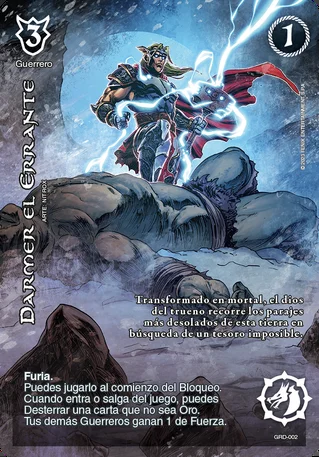 3
1
Guerrero
DARMER EL ERRANTE
ARTE: NITROX
Transformado en mortal, el dios
del trueno recorre los parajes
más desolados de esta tierra en
búsqueda de un tesoro imposible.
Furia.
Puedes jugarlo al comienzo del Bloqueo.
Cuando entra o salga del juego, puedes
Desterrar una carta que no sea Oro.
Tus demás Guerreros ganan 1 de Fuerza.
GRD-002